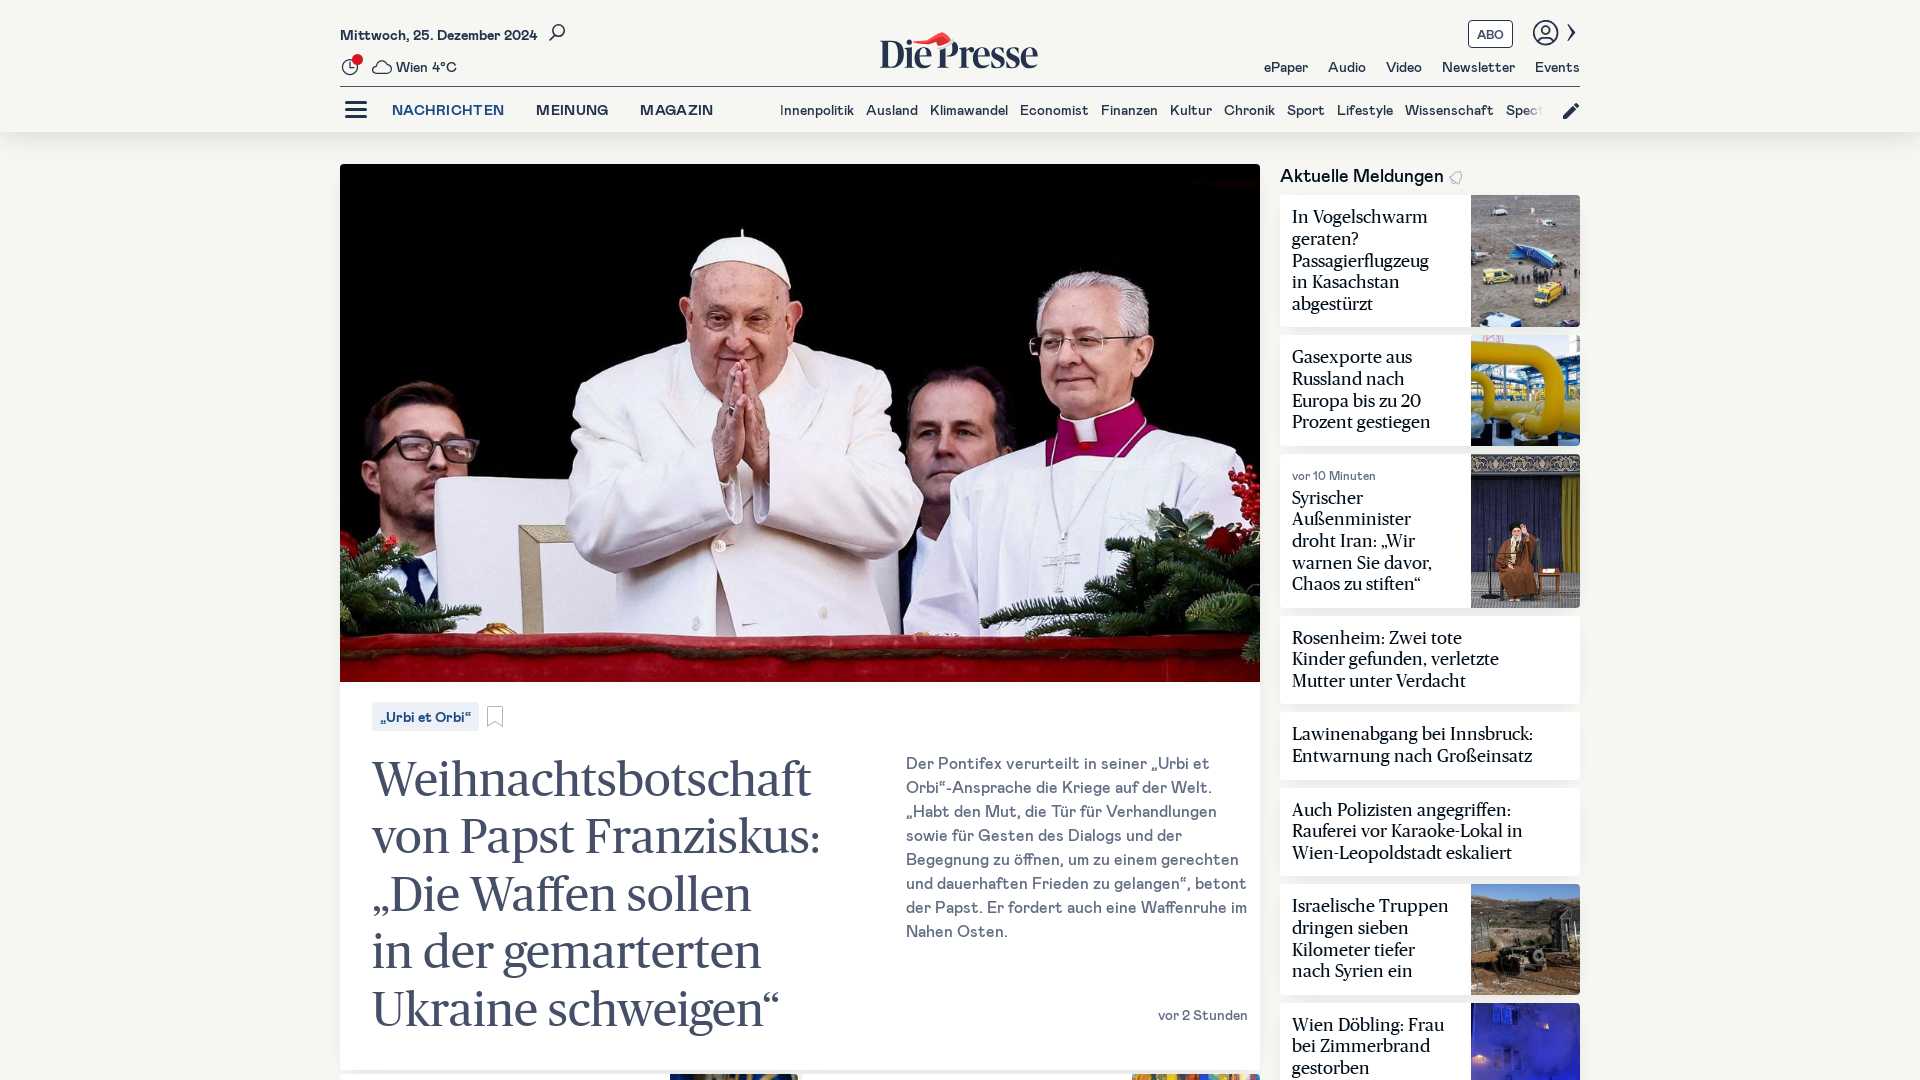 Mittwoch, 25. Dezember 2024
Wien 4°C
Die Presse
ABO
ePaper Audio Video Newsletter Events
NACHRICHTEN MEINUNG MAGAZIN
Innenpolitik Ausland Klimawandel Economist Finanzen Kultur Chronik Sport Lifestyle Wissenschaft Spect
„Urbi et Orbi“
Weihnachtsbotschaft
von Papst Franziskus:
„Die Waffen sollen
in der gemarterten
Ukraine schweigen“
Der Pontifex verurteilt in seiner „Urbi et
Orbi“-Ansprache die Kriege auf der Welt.
„Habt den Mut, die Tür für Verhandlungen
sowie für Gesten des Dialogs und der
Begegnung zu öffnen, um zu einem gerechten
und dauerhaften Frieden zu gelangen“, betont
der Papst. Er fordert auch eine Waffenruhe im
Nahen Osten.
vor 2 Stunden
Aktuelle Meldungen
In Vogelschwarm
geraten?
Passagierflugzeug
in Kasachstan
abgestürzt
Gasexporte aus
Russland nach
Europa bis zu 20
Prozent gestiegen
vor 10 Minuten
Syrischer
Außenminister
droht Iran: „Wir
warnen Sie davor,
Chaos zu stiften“
Rosenheim: Zwei tote
Kinder gefunden, verletzte
Mutter unter Verdacht
Lawinenabgang bei Innsbruck:
Entwarnung nach Großeinsatz
Auch Polizisten angegriffen:
Rauferei vor Karaoke-Lokal in
Wien-Leopoldstadt eskaliert
Israelische Truppen
dringen sieben
Kilometer tiefer
nach Syrien ein
Wien Döbling: Frau
bei Zimmerbrand
gestorben